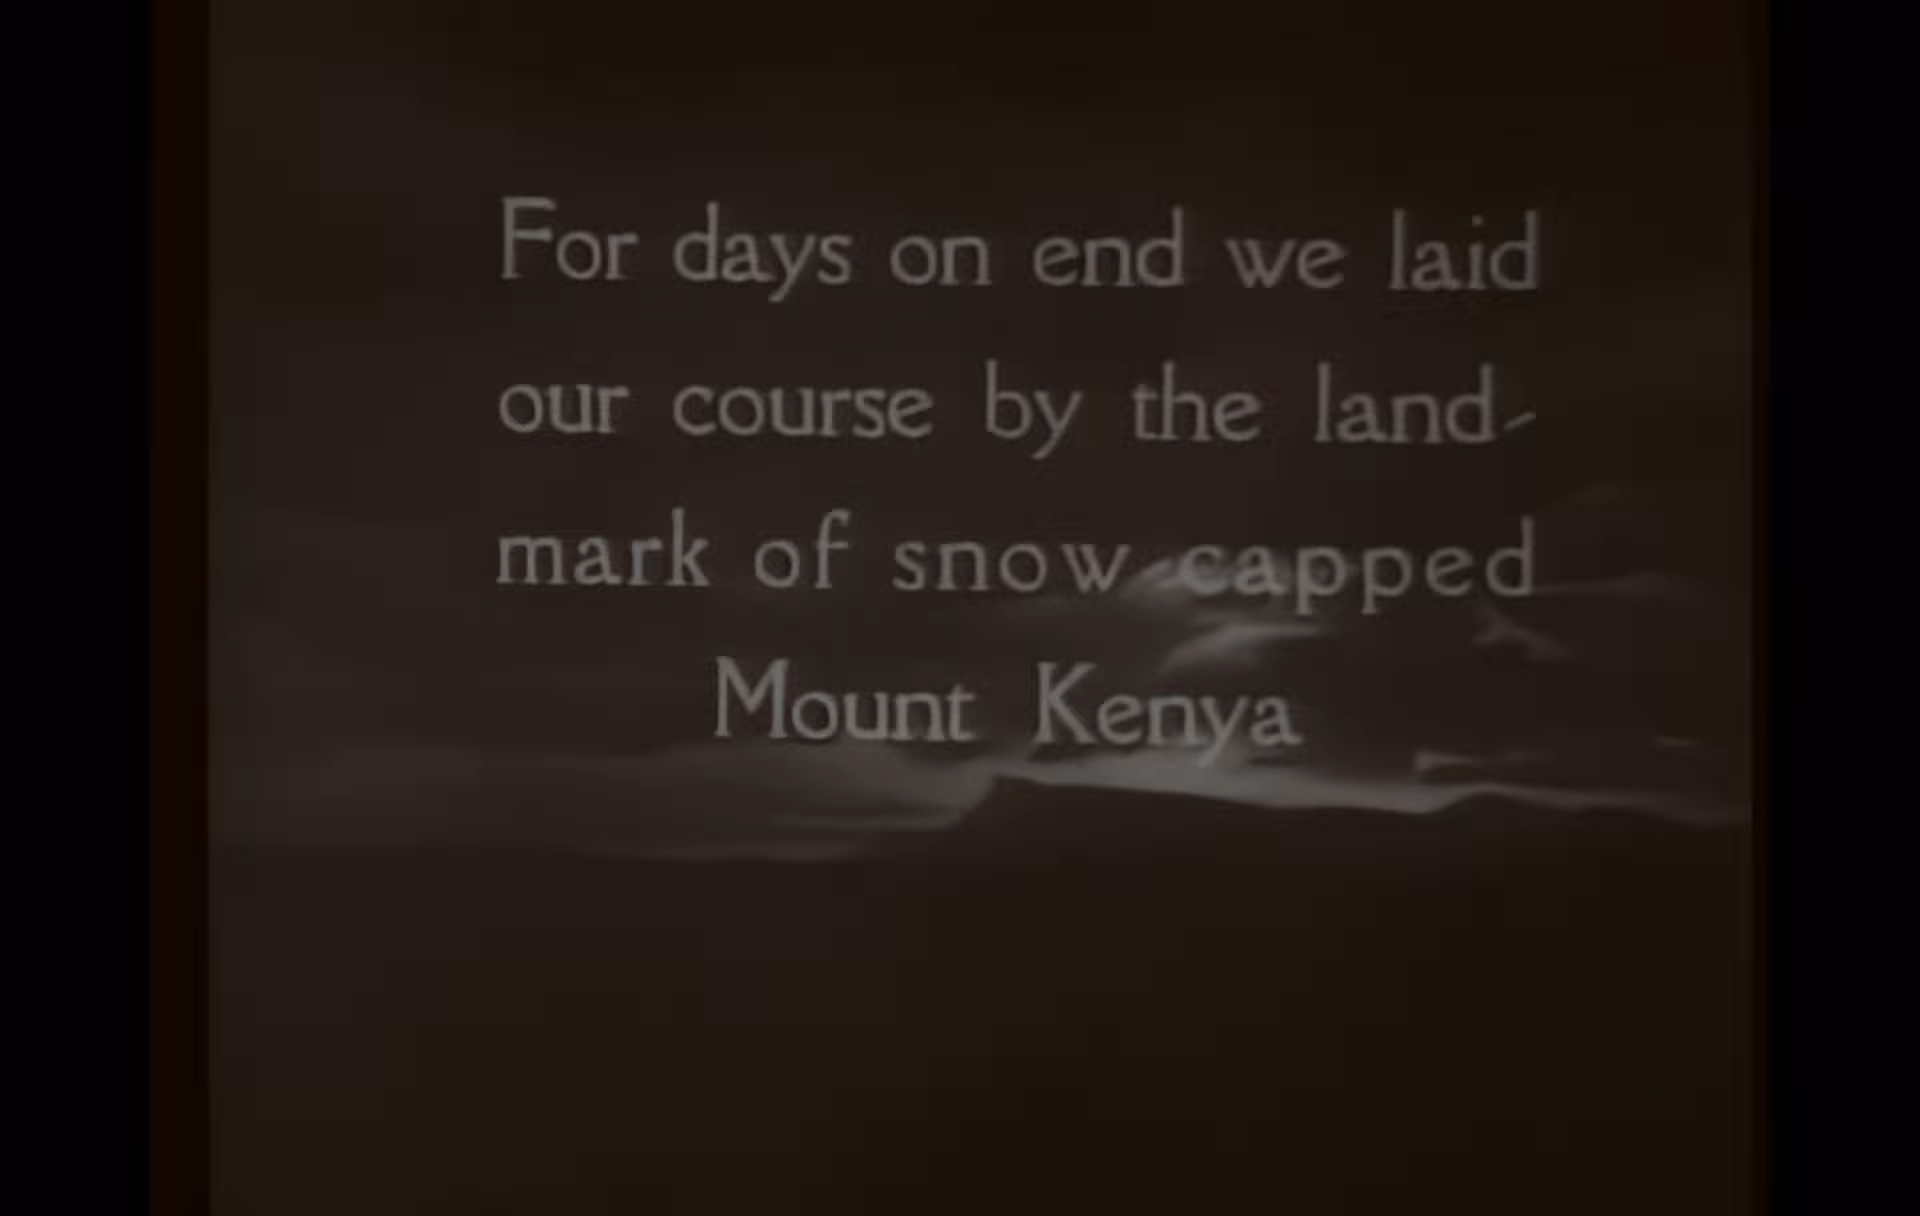 For days on end we laid
our course by the land-
mark of snow capped
Mount Kenya